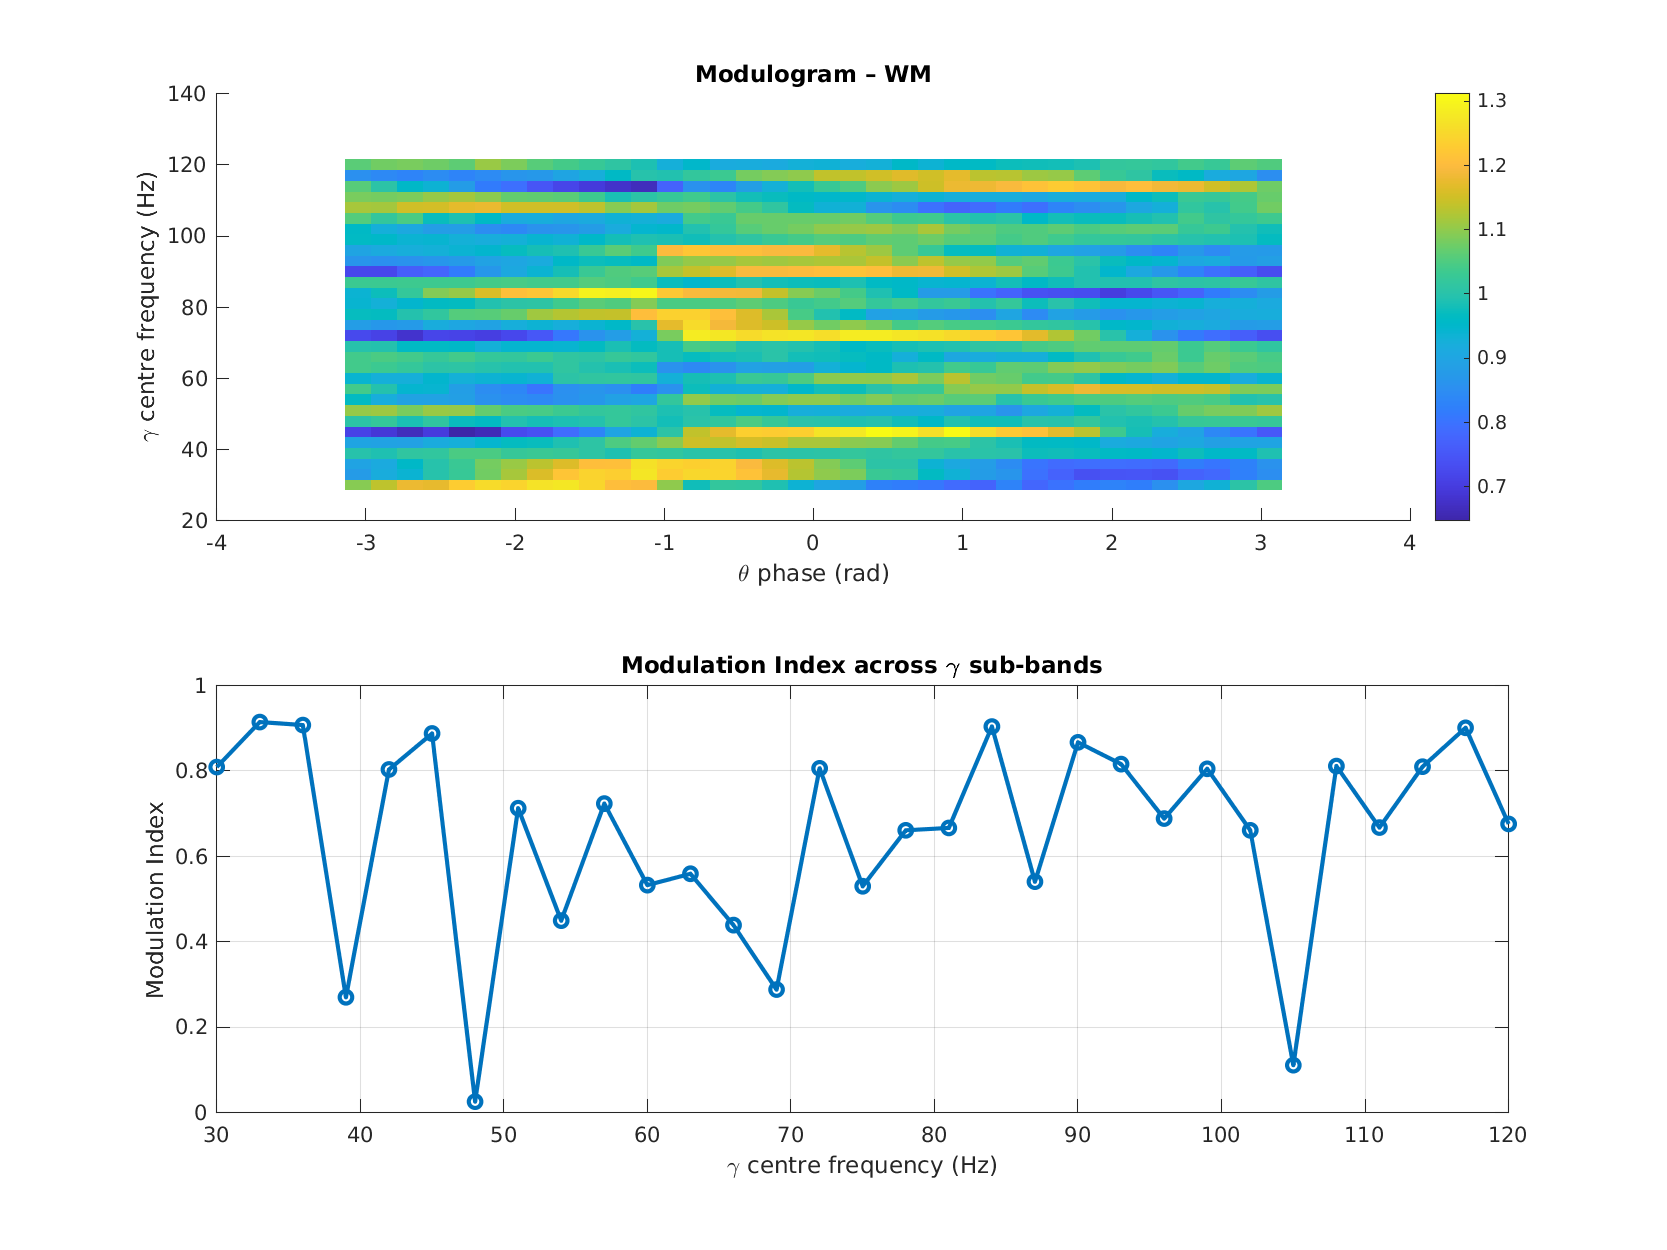 Modulogram – WM
140
120
100
80
60
40
20
γ centre frequency (Hz)
-4 -3 -2 -1 0 1 2 3 4
θ phase (rad)
1.3
1.2
1.1
1
0.9
0.8
0.7
Modulation Index across γ sub-bands
1
0.8
0.6
0.4
0.2
0
Modulation Index
30 40 50 60 70 80 90 100 110 120
γ centre frequency (Hz)